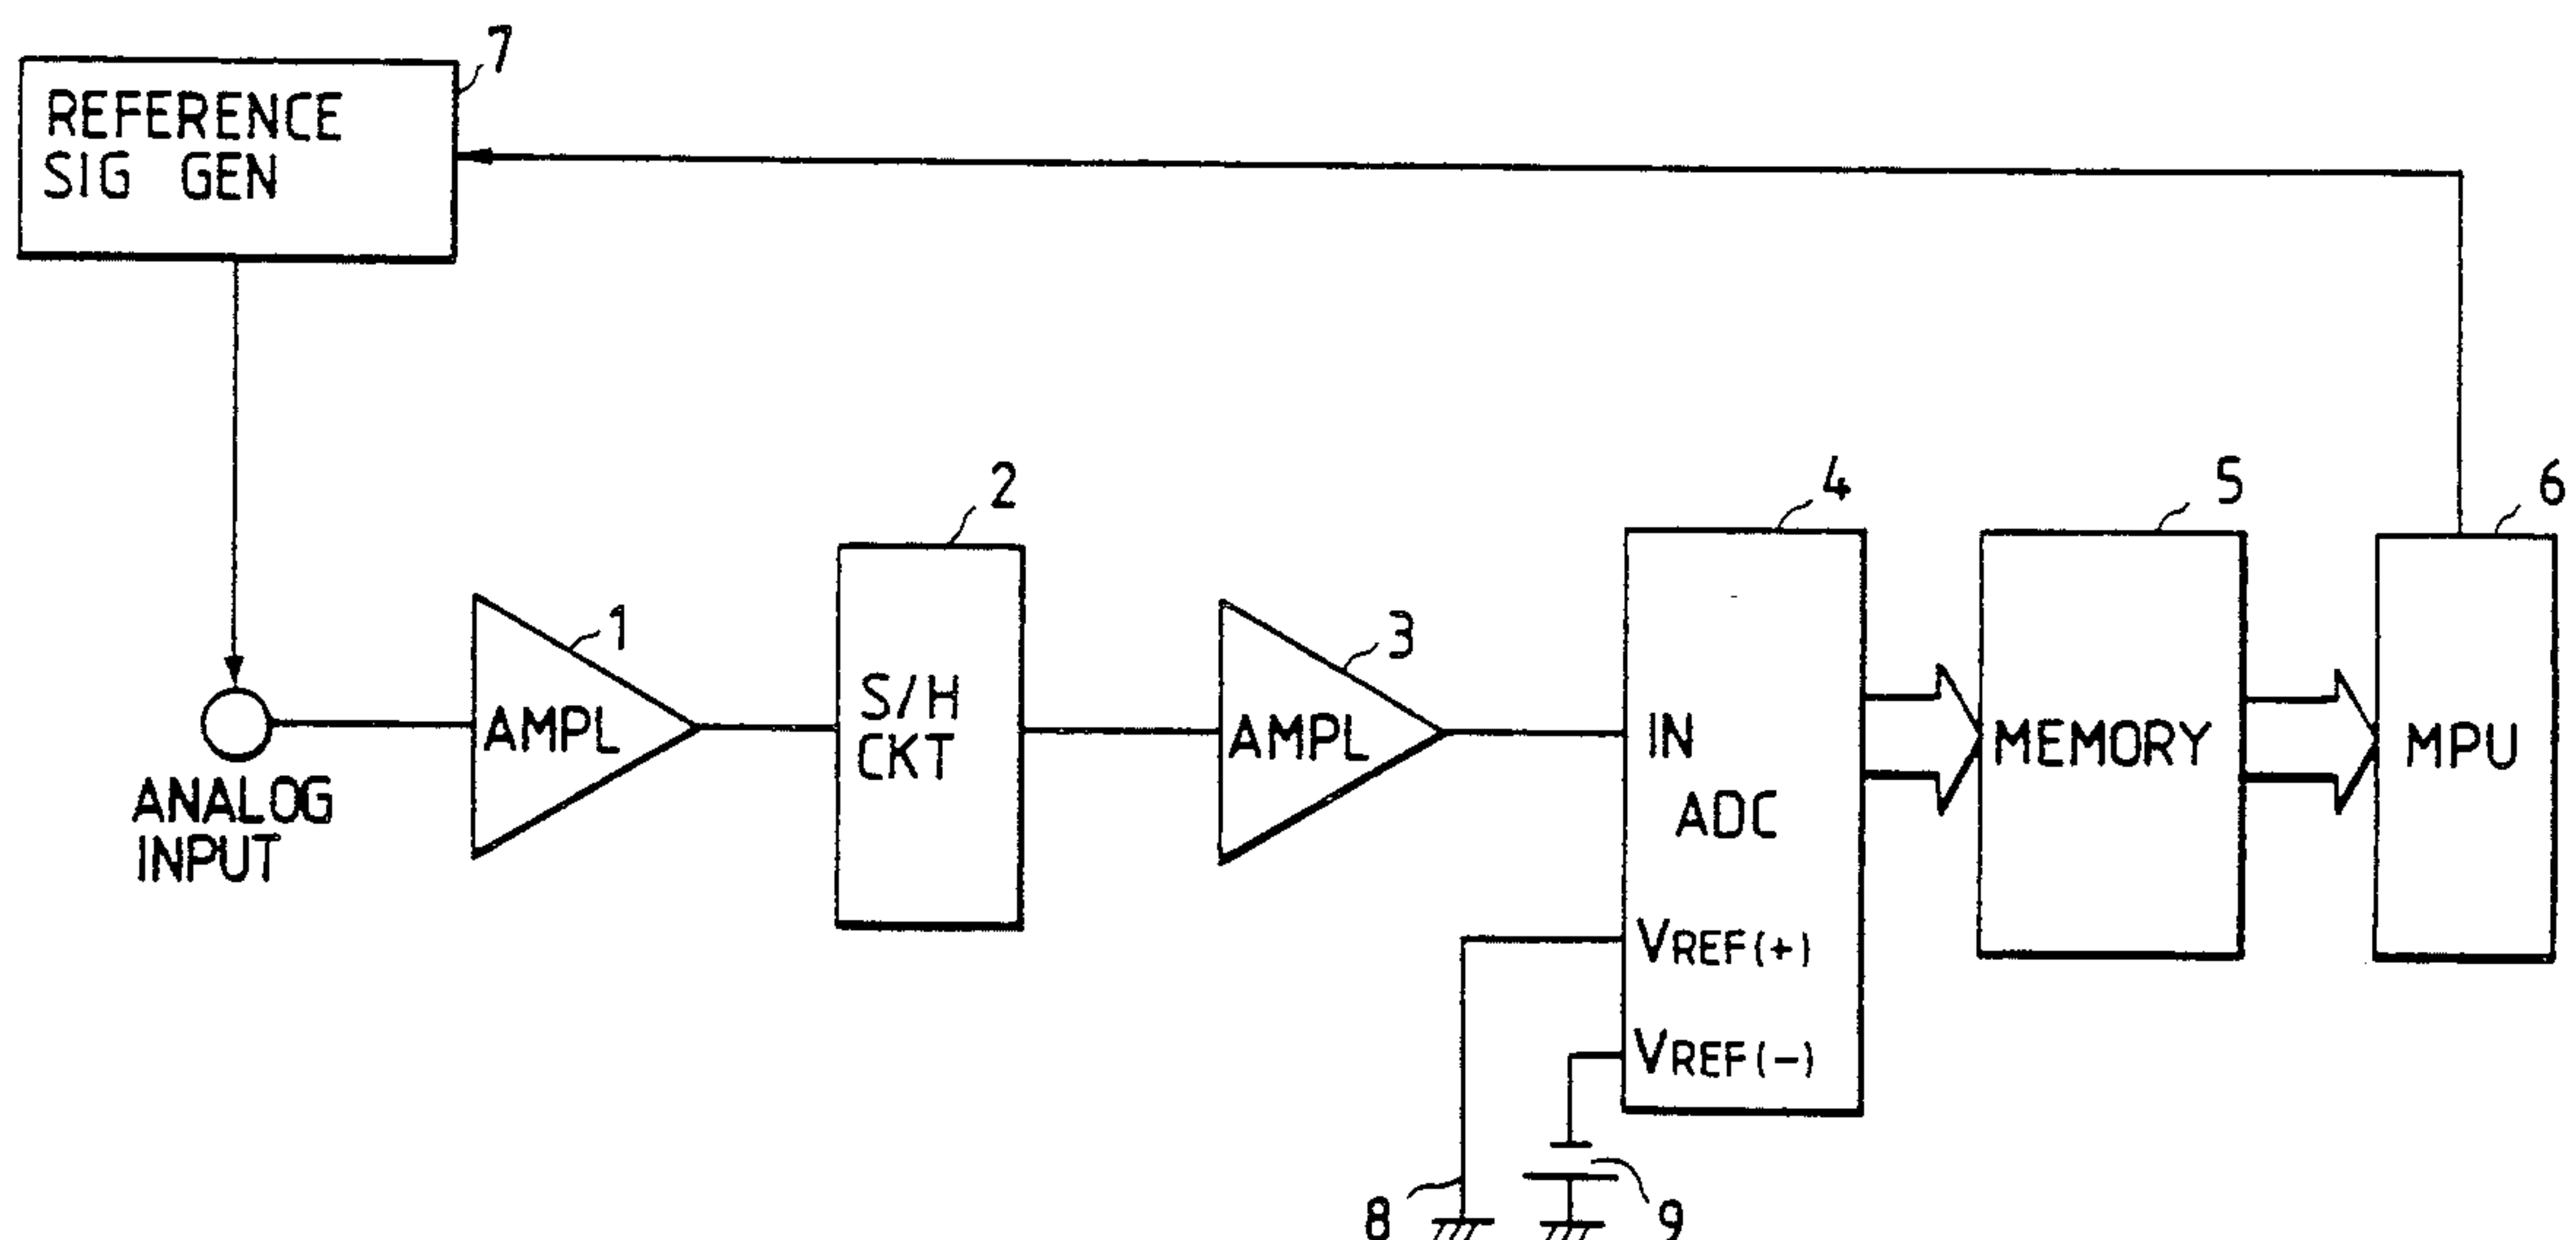 7
REFERENCE
SIG GEN
2
4
5
6
1
3
AMPL
S/H
CKT
AMPL
IN
ADC
MEMORY
MPU
ANALOG
INPUT
VREF(+)
VREF(-)
8
9